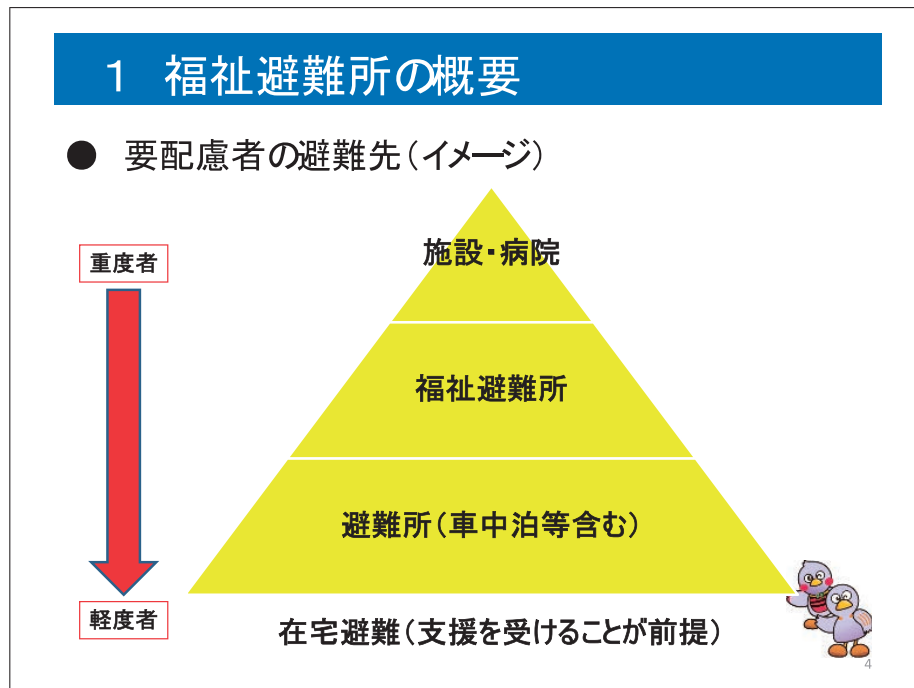 1 福祉避難所の概要
● 要配慮者の避難先(イメージ)
施設・病院
重度者
福祉避難所
避難所(車中泊等含む)
軽度者
在宅避難(支援を受けることが前提)
4